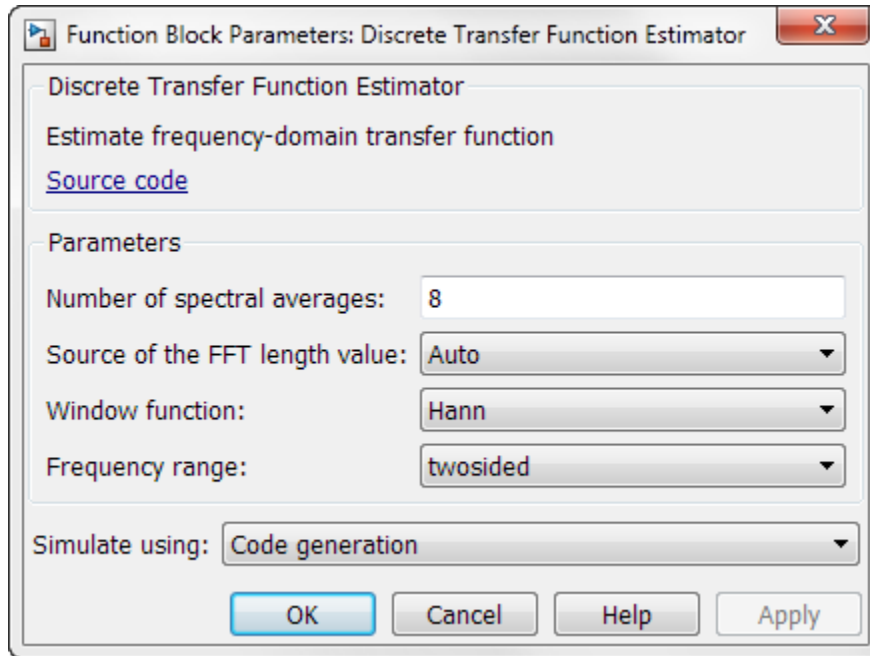 Function Block Parameters: Discrete Transfer Function Estimator
Discrete Transfer Function Estimator
Estimate frequency-domain transfer function
Source code
Parameters
Number of spectral averages: 8
Source of the FFT length value: Auto
Window function: Hann
Frequency range: twosided
Simulate using: Code generation
OK Cancel Help Apply